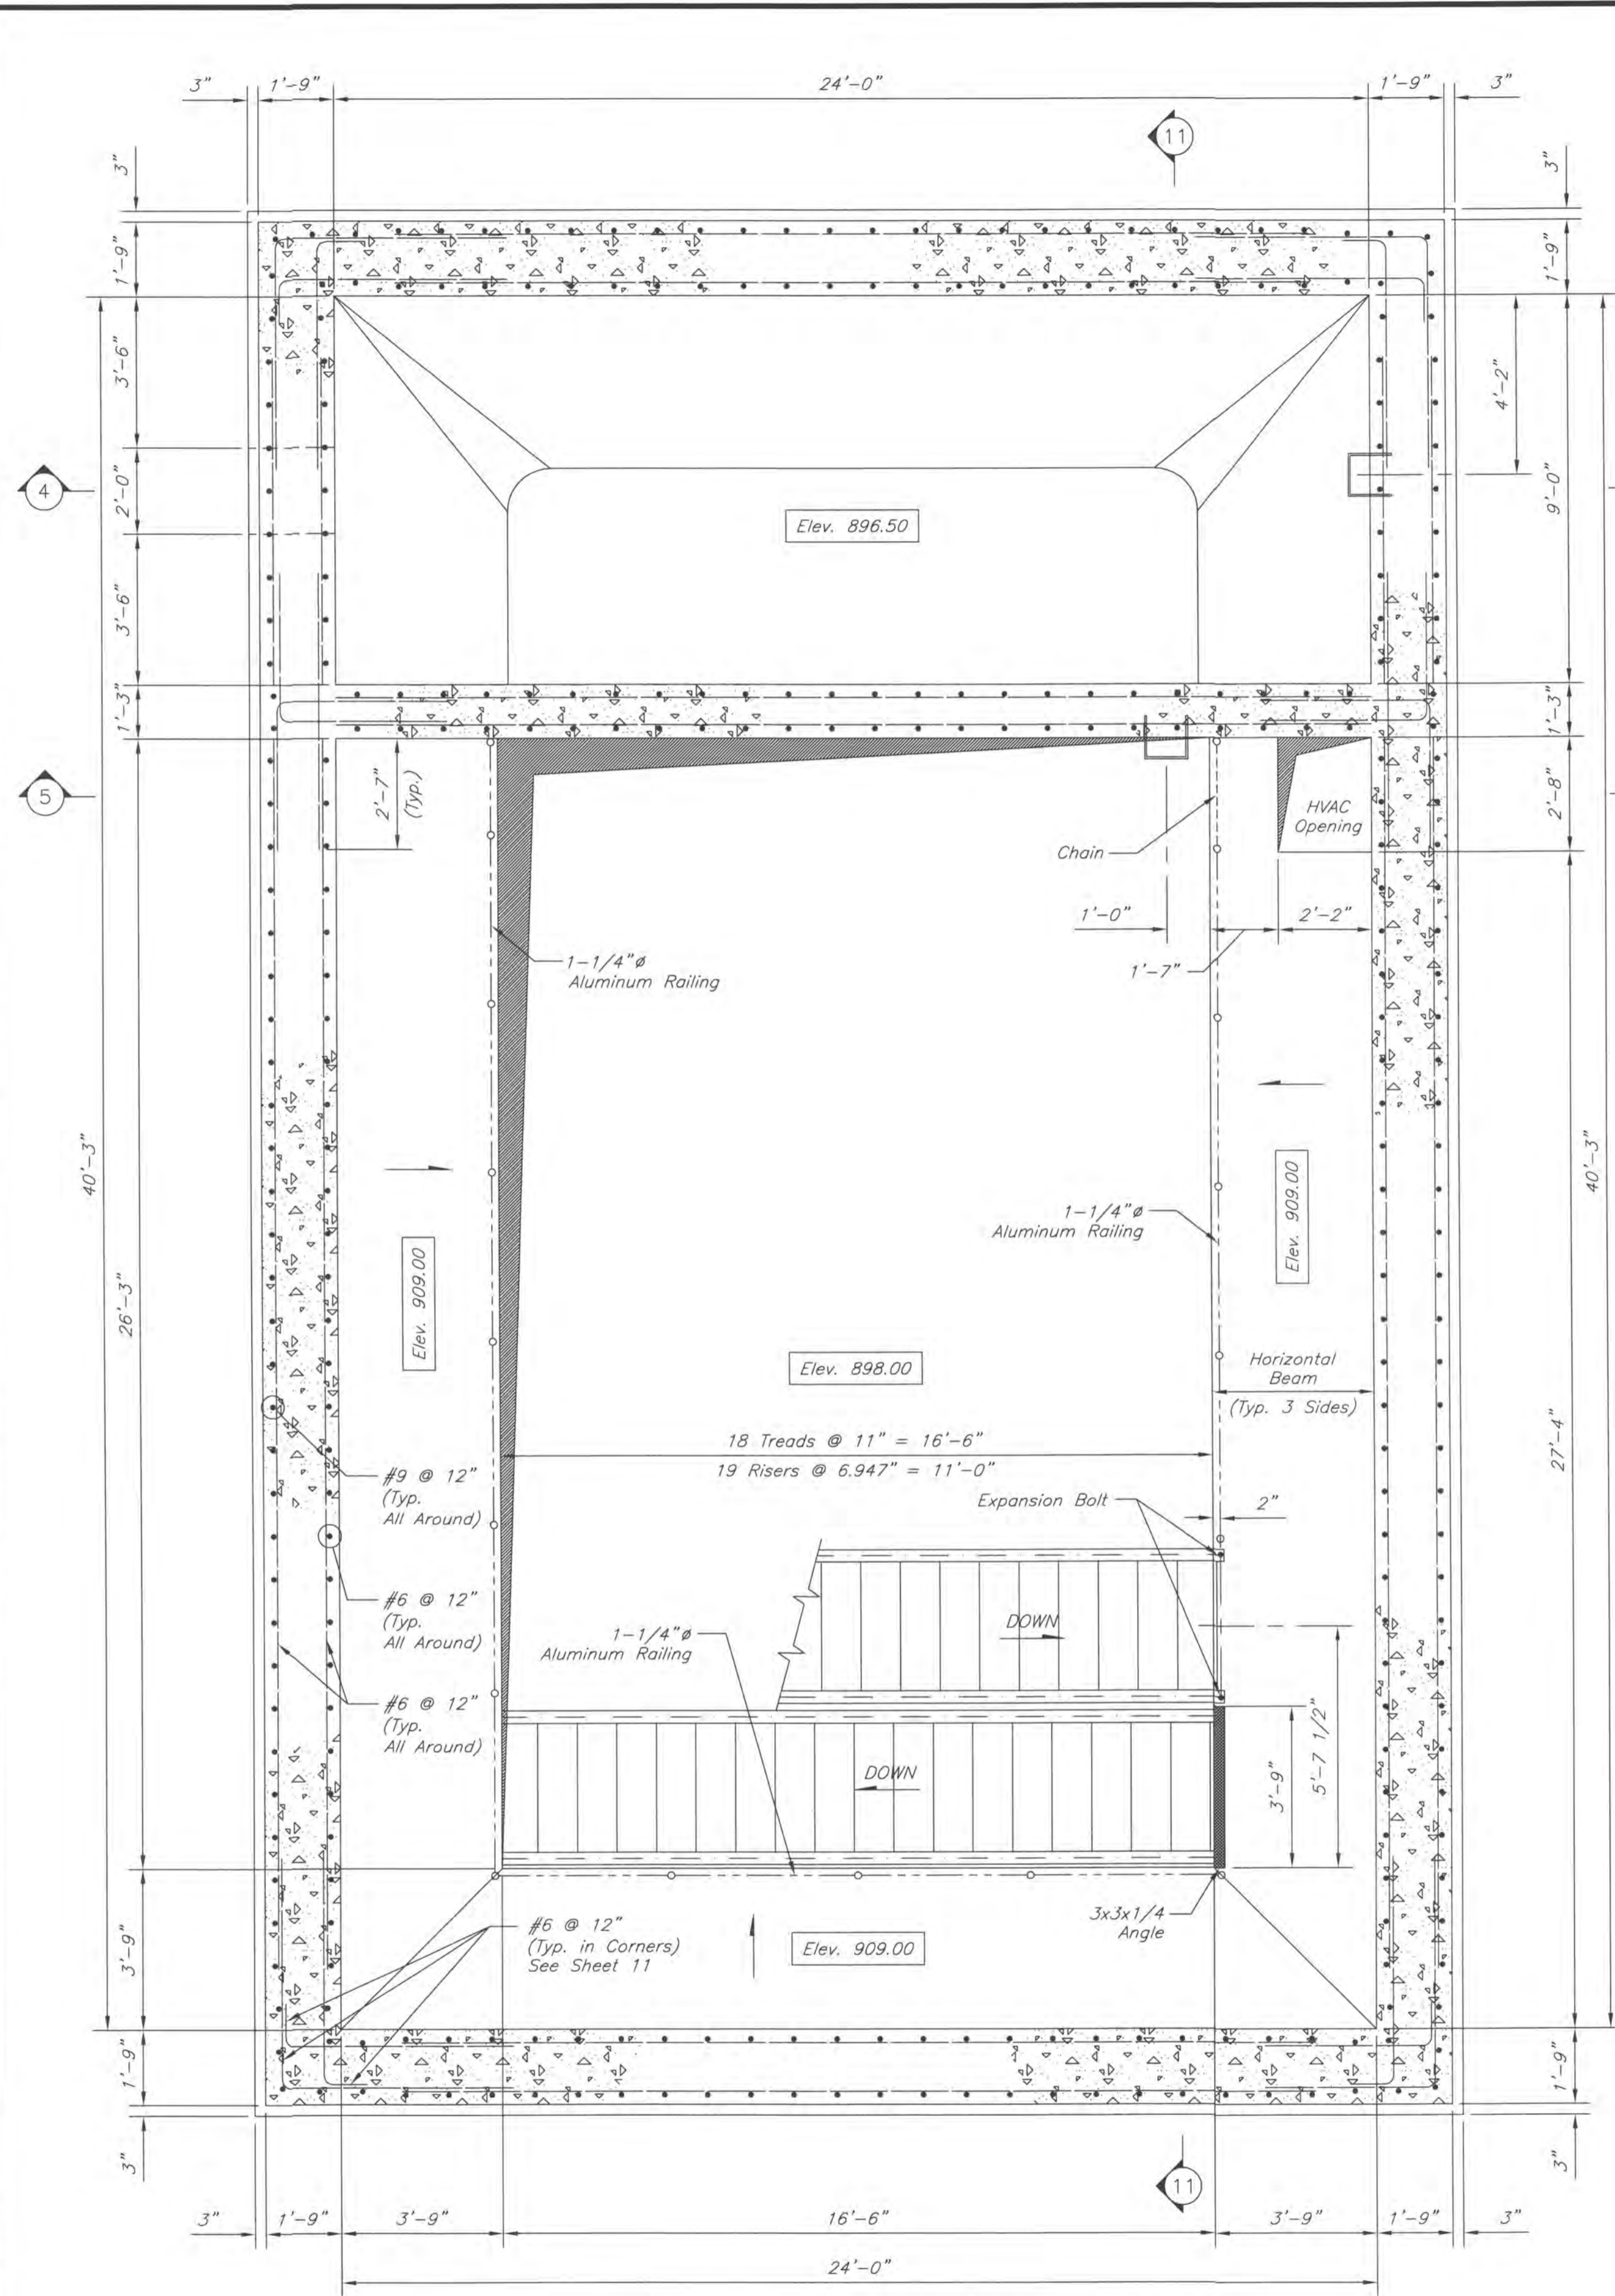 3"
1'-9"
24'-0"
1'-9"
3"
11
3"
3"
1'-9"
1'-9"
3'-6"
4'-2"
4
2'-0"
9'-0"
Elev. 896.50
3'-6"
1'-3"
1'-3"
5
2'-7"
(Typ.)
HVAC
Opening
2'-8"
Chain
1'-0"
2'-2"
1'-7"
1-1/4"ø
Aluminum Railing
40'-3"
40'-3"
1-1/4"ø
Aluminum Railing
Elev. 909.00
Elev. 909.00
26'-3"
Elev. 898.00
Horizontal
Beam
(Typ. 3 Sides)
18 Treads @ 11" = 16'-6"
19 Risers @ 6.947" = 11'-0"
27'-4"
#9 @ 12"
(Typ.
All Around)
Expansion Bolt
2"
#6 @ 12"
(Typ.
All Around)
1-1/4"ø
Aluminum Railing
DOWN
#6 @ 12"
(Typ.
All Around)
DOWN
3'-9"
5'-7 1/2"
3'-9"
#6 @ 12"
(Typ. in Corners)
See Sheet 11
Elev. 909.00
3x3x1/4
Angle
1'-9"
1'-9"
3"
3"
11
3"
1'-9"
3'-9"
16'-6"
3'-9"
1'-9"
3"
24'-0"